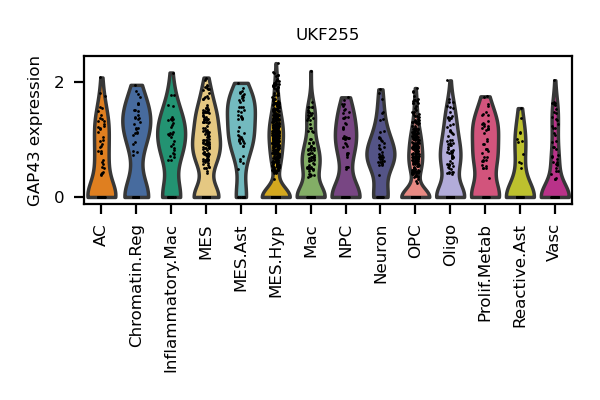 UKF255
GAP43 expression
2
0
AC
Chromatin.Reg
Inflammatory.Mac
MES
MES.Ast
MES.Hyp
Mac
NPC
Neuron
OPC
Oligo
Prolif.Metab
Reactive.Ast
Vasc